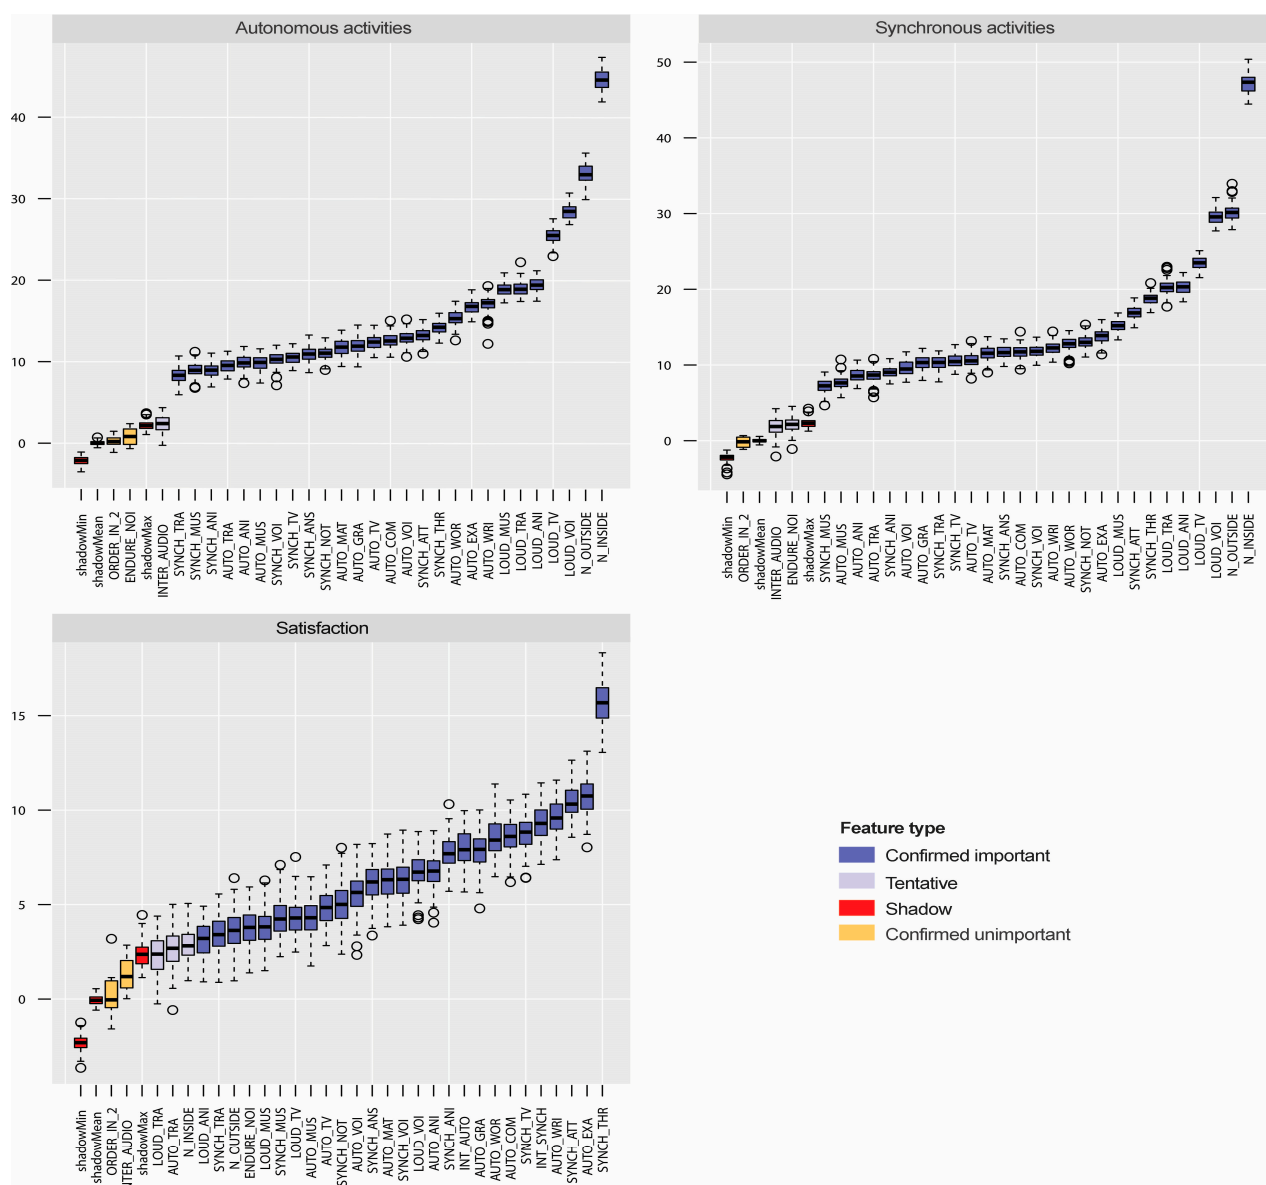 Autonomous activities
40
30
20
10
0
shadowMin
shadowMean
ORDER_IN_2
ENDURE_NOI
shadowMax
INTER_AUDIO
SYNCH_TRA
SYNCH_MUS
SYNCH_ANI
AUTO_TRA
AUTO_ANI
AUTO_MUS
SYNCH_VOI
SYNCH_TV
SYNCH_ANS
SYNCH_NOT
AUTO_MAT
AUTO_GRA
AUTO_TV
AUTO_COM
AUTO_VOI
SYNCH_ATT
SYNCH_THR
AUTO_WOR
AUTO_EXA
AUTO_WRI
LOUD_MUS
LOUD_TRA
LOUD_ANI
LOUD_TV
LOUD_VOI
N_OUTSIDE
N_INSIDE
Synchronous activities
50
40
30
20
10
0
shadowMin
ORDER_IN_2
shadowMean
INTER_AUDIO
ENDURE_NOI
shadowMax
SYNCH_MUS
AUTO_MUS
AUTO_ANI
AUTO_TRA
SYNCH_ANI
AUTO_VOI
AUTO_GRA
SYNCH_TRA
SYNCH_TV
AUTO_TV
AUTO_MAT
SYNCH_ANS
AUTO_COM
SYNCH_VOI
AUTO_WRI
AUTO_WOR
SYNCH_NOT
AUTO_EXA
LOUD_MUS
SYNCH_ATT
SYNCH_THR
LOUD_TRA
LOUD_ANI
LOUD_TV
LOUD_VOI
N_OUTSIDE
N_INSIDE
Satisfaction
15
10
5
0
shadowMin
shadowMean
ORDER_IN_2
NTER_AUDIO
shadowMax
LOUD_TRA
AUTO_TRA
N_INSIDE
LOUD_ANI
SYNCH_TRA
N_OUTSIDE
ENDURE_NOI
LOUD_MUS
SYNCH_MUS
LOUD_TV
AUTO_MUS
AUTO_TV
SYNCH_NOT
AUTO_VOI
SYNCH_ANS
AUTO_MAT
SYNCH_VOI
LOUD_VOI
AUTO_ANI
SYNCH_ANI
INT_AUTO
AUTO_GRA
AUTO_WOR
AUTO_COM
SYNCH_TV
INT_SYNCH
AUTO_WRI
SYNCH_ATT
AUTO_EXA
SYNCH_THR
Feature type
Confirmed important
Tentative
Shadow
Confirmed unimportant